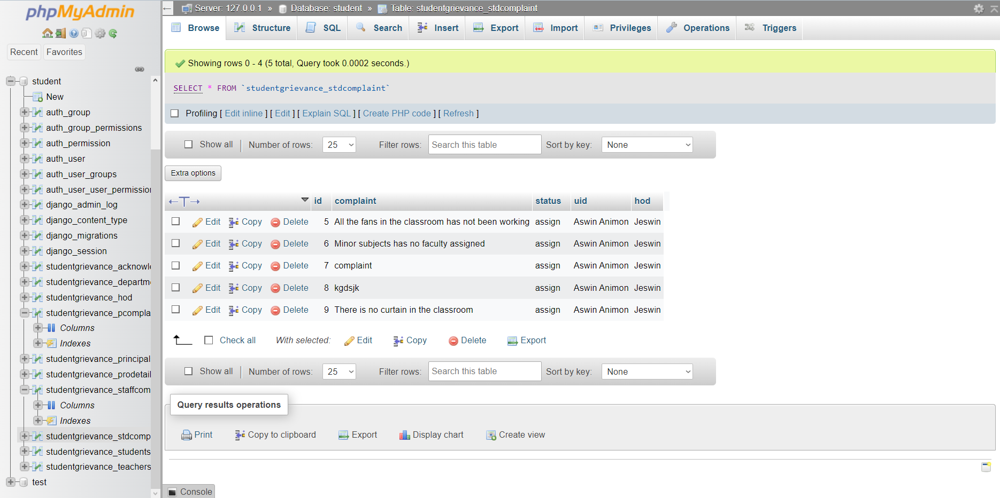 phpMyAdmin
Recent Favorites
student
New
auth_group
auth_group_permissions
auth_permission
auth_user
auth_user_groups
auth_user_user_permission
django_admin_log
django_content_type
django_migrations
django_session
studentgrievance_acknowle
studentgrievance_departme
studentgrievance_hod
studentgrievance_pcompla
Columns
Indexes
studentgrievance_principal
studentgrievance_prodetail
studentgrievance_staffcom
Columns
Indexes
studentgrievance_stdcomp
studentgrievance_students
studentgrievance_teachers
test
Server: 127.0.0.1 » Database: student » Table: studentgrievance_stdcomplaint
Browse Structure SQL Search Insert Export Import Privileges Operations Triggers
Showing rows 0 - 4 (5 total, Query took 0.0002 seconds.)
SELECT * FROM `studentgrievance_stdcomplaint`
Profiling [ Edit inline ] [ Edit ] [ Explain SQL ] [ Create PHP code ] [ Refresh ]
Show all Number of rows: 25 Filter rows: Search this table Sort by key: None
Extra options
id complaint status uid hod
Edit Copy Delete 5 All the fans in the classroom has not been working assign Aswin Animon Jeswin
Edit Copy Delete 6 Minor subjects has no faculty assigned assign Aswin Animon Jeswin
Edit Copy Delete 7 complaint assign Aswin Animon Jeswin
Edit Copy Delete 8 kgdsjk assign Aswin Animon Jeswin
Edit Copy Delete 9 There is no curtain in the classroom assign Aswin Animon Jeswin
Check all With selected: Edit Copy Delete Export
Show all Number of rows: 25 Filter rows: Search this table Sort by key: None
Query results operations
Print Copy to clipboard Export Display chart Create view
Console